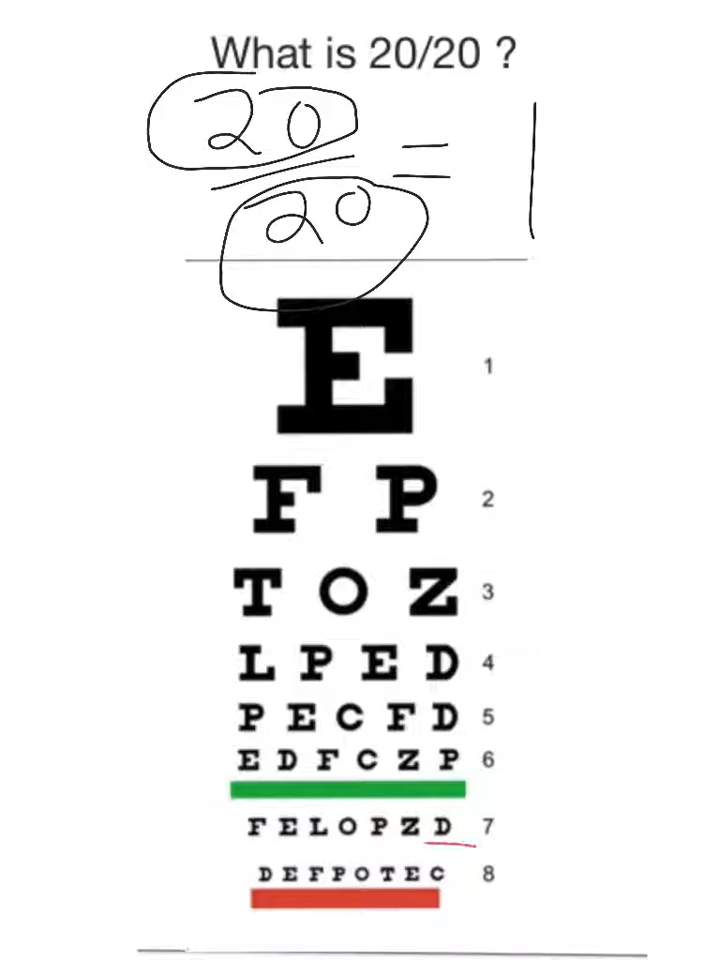 What is 20/20 ?
20
20
= 1
E 1
F P 2
T O Z 3
L P E D 4
P E C F D 5
E D F C Z P 6
F E L O P Z D 7
D E F P O T E C 8